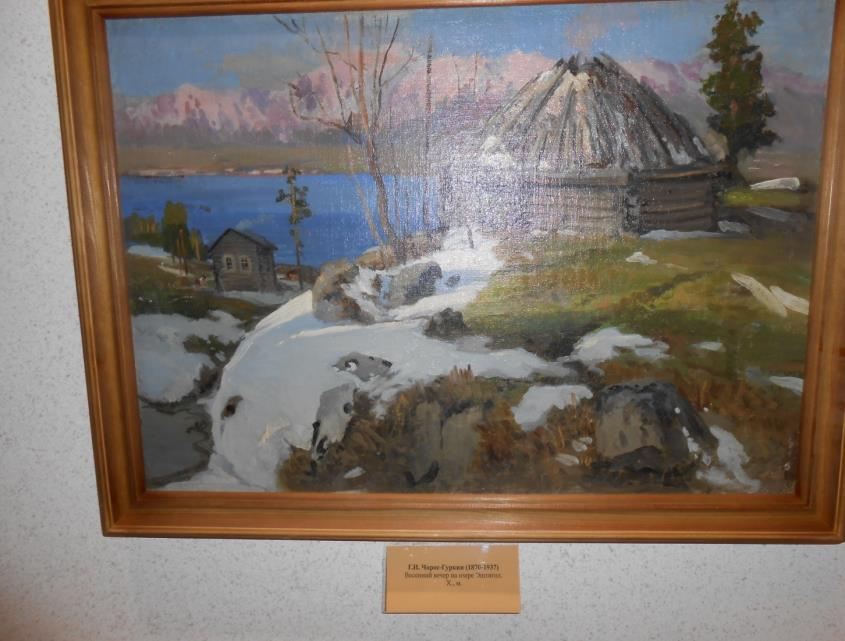 Г.И. Чорос-Гуркин (1870-1937)
Весенний вечер на озере
Х., м.